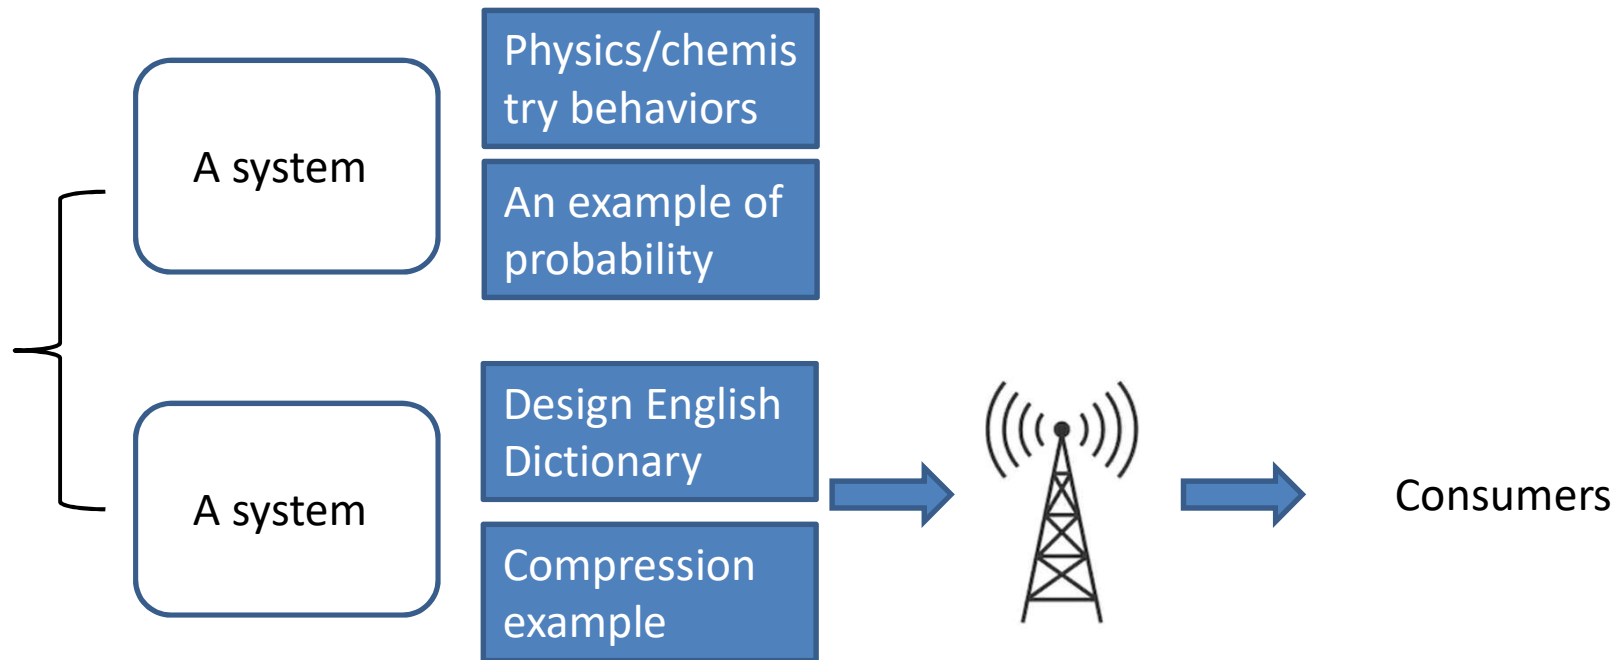 Physics/chemis
try behaviors
A system
An example of
probability
Design English
Dictionary
A system
Consumers
Compression
example